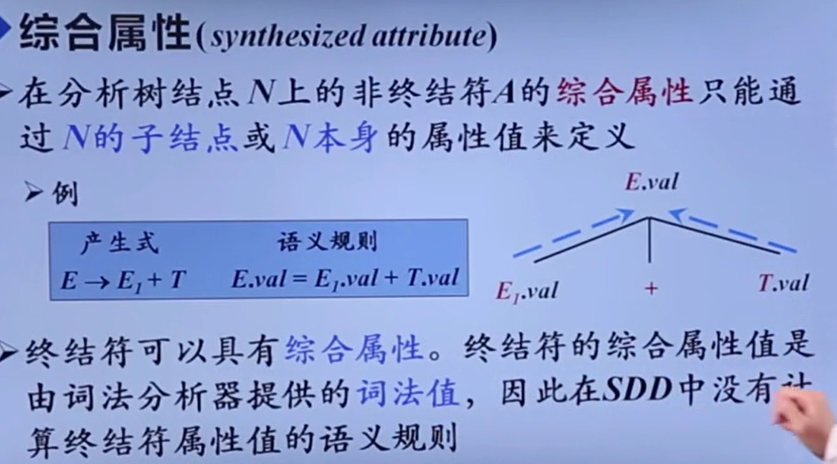 综合属性(synthesized attribute)
在分析树结点 N上的非终结符A的综合属性只能通
过 N的子结点或N本身的属性值来定义
例
产生式 语义规则
E → E₁ + T E.val = E₁.val + T.val
E.val
E₁.val + T.val
终结符可以具有综合属性。终结符的综合属性值是
由词法分析器提供的词法值，因此在SDD中没有计
算终结符属性值的语义规则